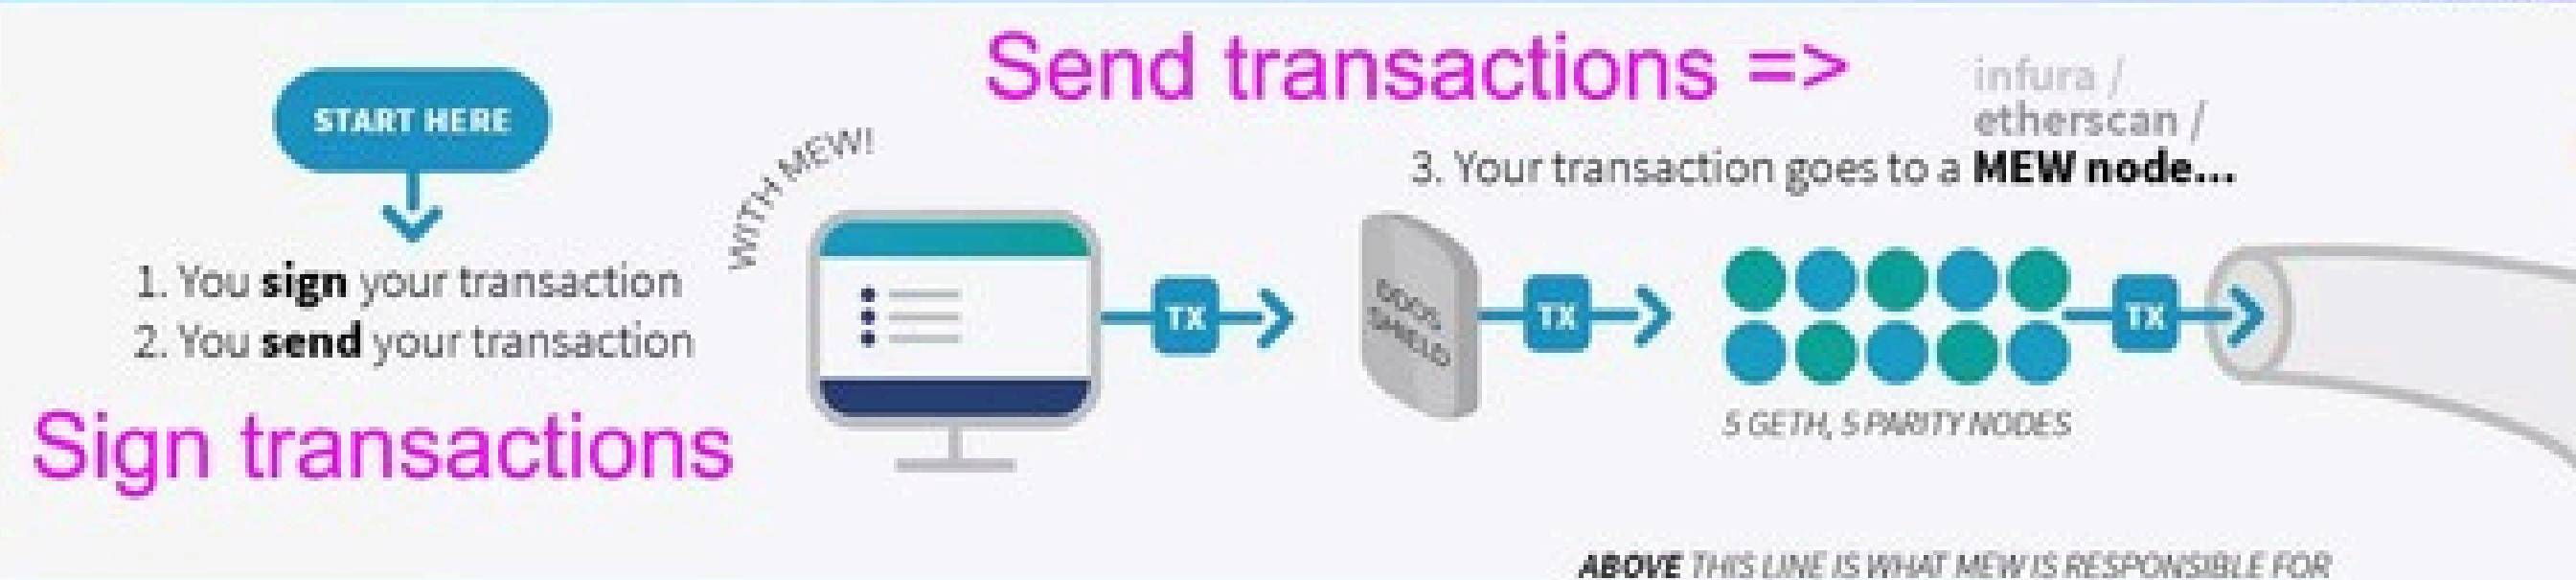 Send transactions =>
START HERE
infura /
etherscan /
WITH MEW!
3. Your transaction goes to a MEW node...
1. You sign your transaction
2. You send your transaction
TX
DDOS
SHIELD
TX
TX
Sign transactions
5 GETH, 5 PARITY NODES
ABOVE THIS LINE IS WHAT MEW IS RESPONSIBLE FOR